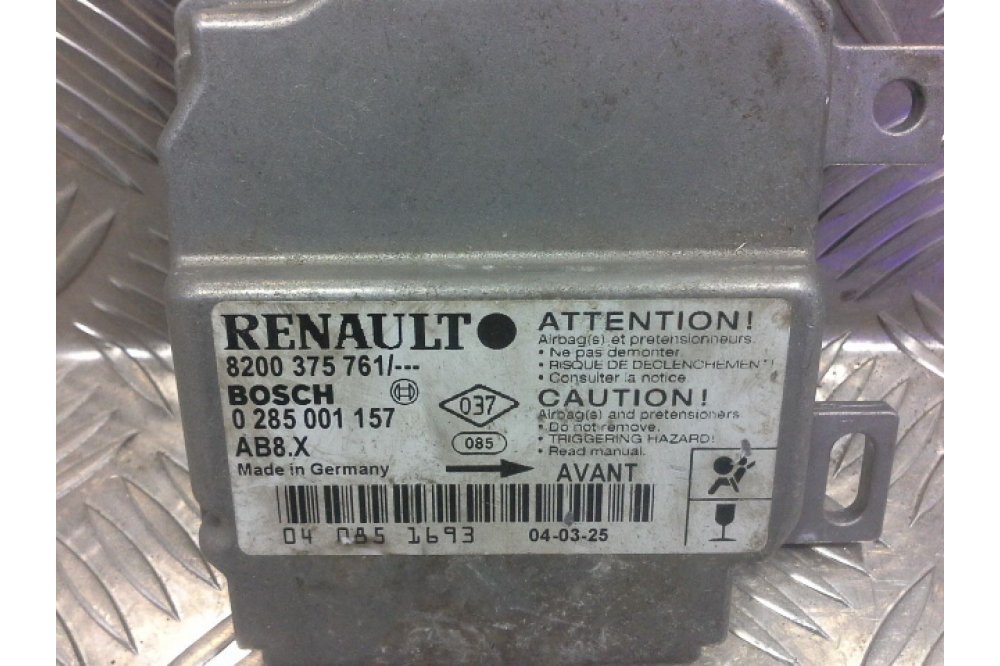 RENAULT
8200 375 761/---
BOSCH
0 285 001 157
AB8.X
Made in Germany
037
085
AVANT
ATTENTION!
Airbag(s) et pretensionneurs.
• Ne pas demonter.
• RISQUE DE DECLENCHEMENT!
• Consulter la notice.
CAUTION!
Airbag(s) and pretensioners
• Do not remove.
• TRIGGERING HAZARD!
• Read manual.
04 085 1693
04-03-25